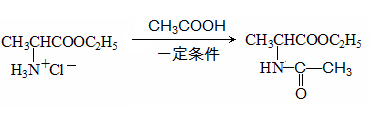 CH₃COOH
一定条件
CH₃CHCOOC₂H₅
H₃N⁺Cl⁻
CH₃CHCOOC₂H₅
HN—C—CH₃
O